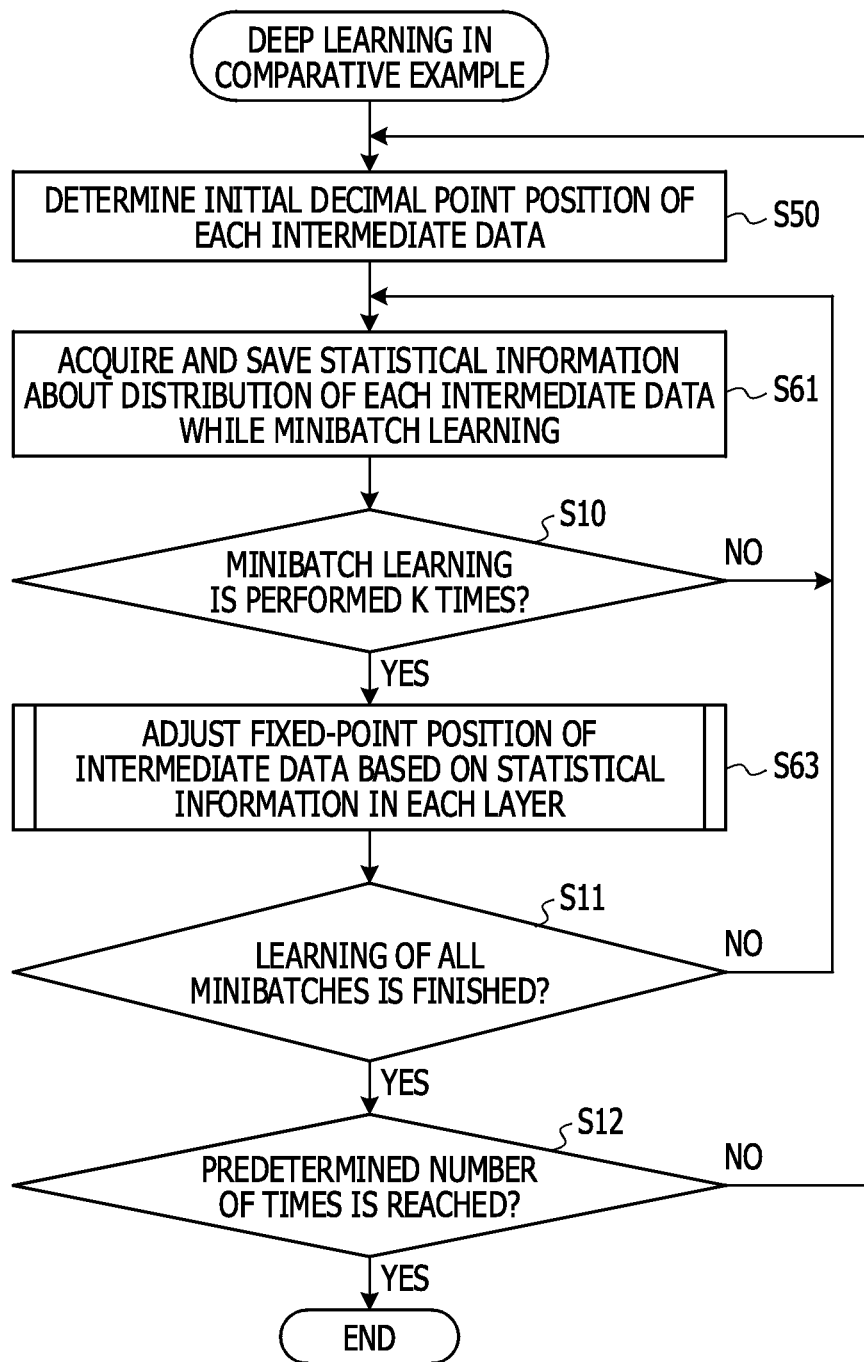 DEEP LEARNING IN
COMPARATIVE EXAMPLE
DETERMINE INITIAL DECIMAL POINT POSITION OF
EACH INTERMEDIATE DATA
S50
ACQUIRE AND SAVE STATISTICAL INFORMATION
ABOUT DISTRIBUTION OF EACH INTERMEDIATE DATA
WHILE MINIBATCH LEARNING
S61
S10
MINIBATCH LEARNING
IS PERFORMED K TIMES?
NO
YES
ADJUST FIXED-POINT POSITION OF
INTERMEDIATE DATA BASED ON STATISTICAL
INFORMATION IN EACH LAYER
S63
S11
LEARNING OF ALL
MINIBATCHES IS FINISHED?
NO
YES
S12
PREDETERMINED NUMBER
OF TIMES IS REACHED?
NO
YES
END